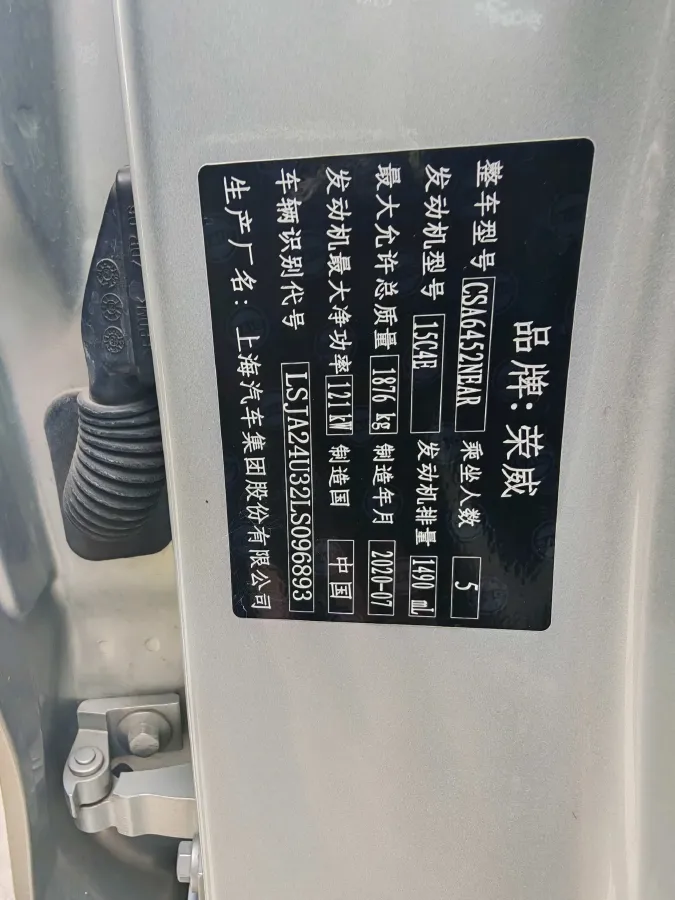 品牌: 荣威
整车型号 CSA6452NEAR 乘坐人数 5
发动机型号 15C4E 发动机排量 1490 mL
最大允许总质量 1876 kg 制造年月 2020-07
发动机最大净功率 121kW 制造国 中国
车辆识别代号 LSJA24U32LS096893
生产厂名: 上海汽车集团股份有限公司